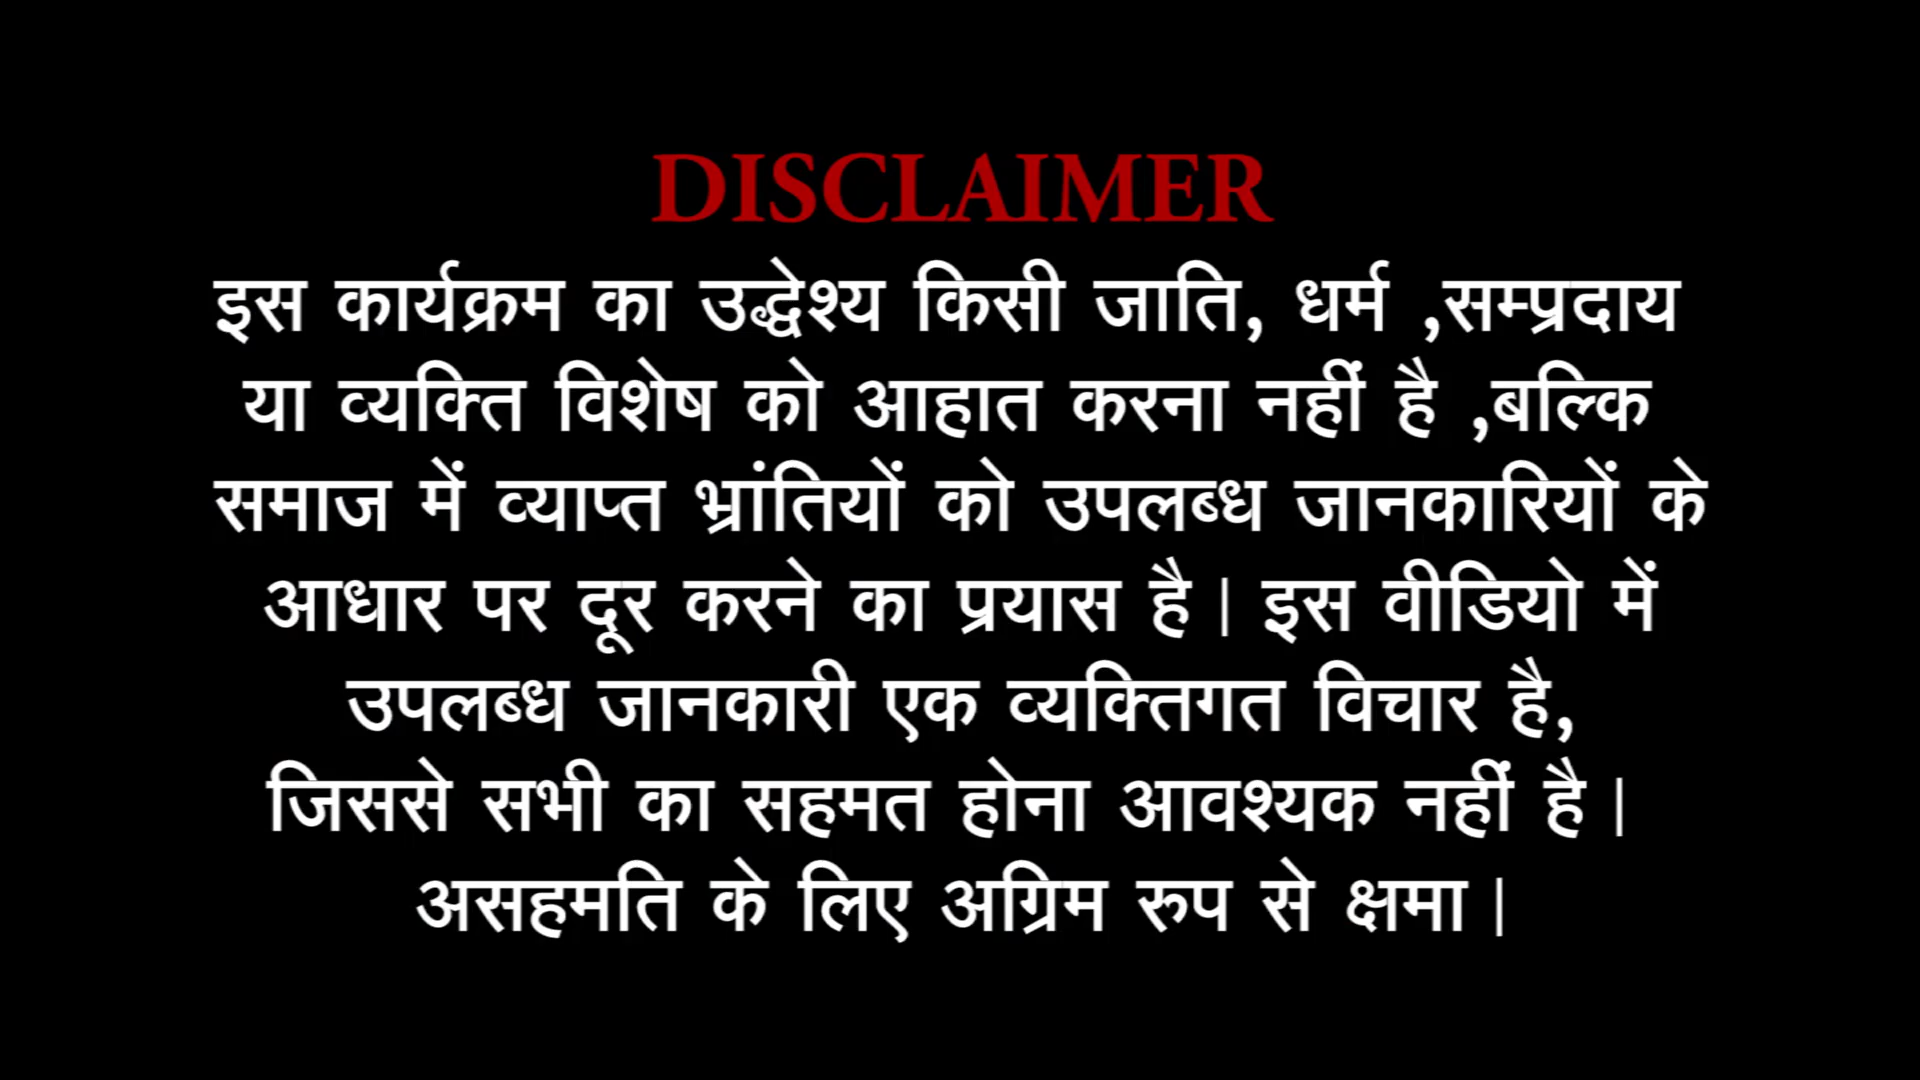 DISCLAIMER
इस कार्यक्रम का उद्धेश्य किसी जाति, धर्म ,सम्प्रदाय
या व्यक्ति विशेष को आहात करना नहीं है ,बल्कि
समाज में व्याप्त भ्रांतियों को उपलब्ध जानकारियों के
आधार पर दूर करने का प्रयास है। इस वीडियो में
उपलब्ध जानकारी एक व्यक्तिगत विचार है,
जिससे सभी का सहमत होना आवश्यक नहीं है।
असहमति के लिए अग्रिम रुप से क्षमा।